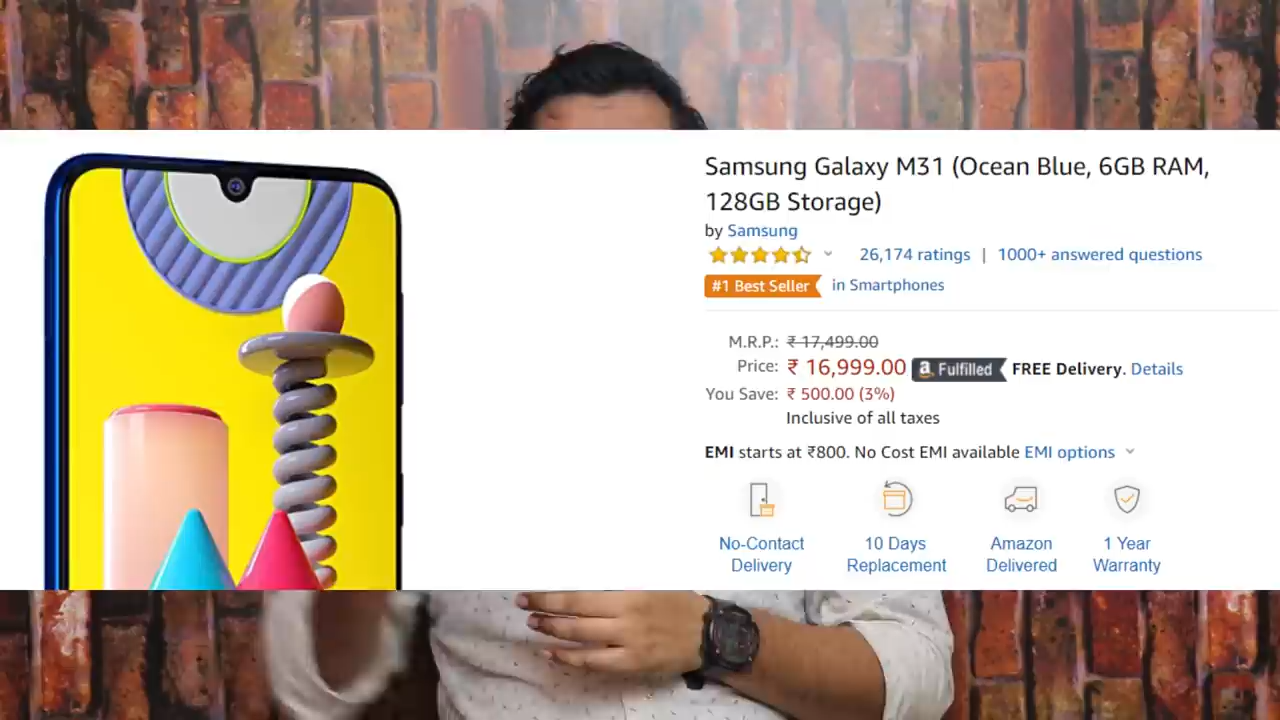 Samsung Galaxy M31 (Ocean Blue, 6GB RAM,
128GB Storage)
by Samsung
26,174 ratings | 1000+ answered questions
#1 Best Seller in Smartphones
M.R.P.: ₹ 17,499.00
Price: ₹ 16,999.00 a Fulfilled FREE Delivery. Details
You Save: ₹ 500.00 (3%)
Inclusive of all taxes
EMI starts at ₹800. No Cost EMI available EMI options
No-Contact Delivery
10 Days Replacement
Amazon Delivered
1 Year Warranty